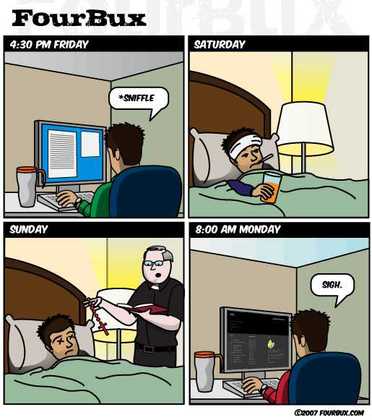 FourBux
4:30 PM FRIDAY
*SNIFFLE
SATURDAY
SUNDAY
8:00 AM MONDAY
SIGH.
©2007 FOURBUX.COM